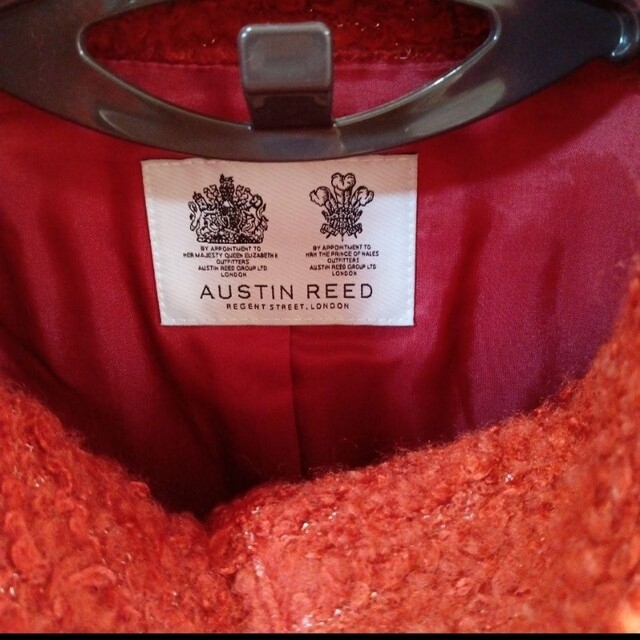 BY APPOINTMENT TO
HER MAJESTY QUEEN ELIZABETH II
OUTFITTERS
AUSTIN REED GROUP LTD
LONDON
BY APPOINTMENT TO
HRH THE PRINCE OF WALES
OUTFITTERS
AUSTIN REED GROUP LTD
LONDON
AUSTIN REED
REGENT STREET, LONDON